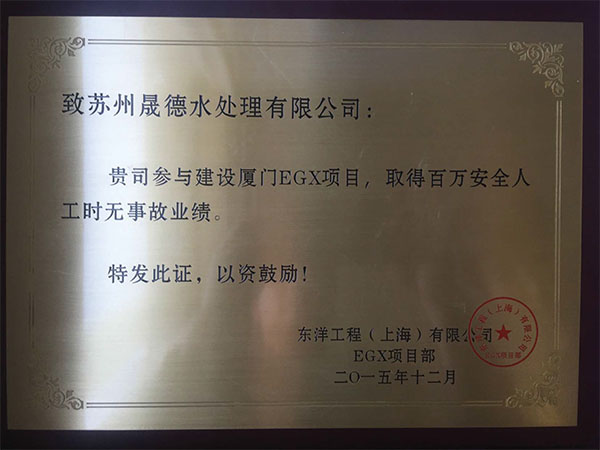 致苏州晟德水处理有限公司：
贵司参与建设厦门EGX项目，取得百万安全人
工时无事故业绩。
特发此证，以资鼓励！
东洋工程（上海）有限公司
EGX项目部
二〇一五年十二月